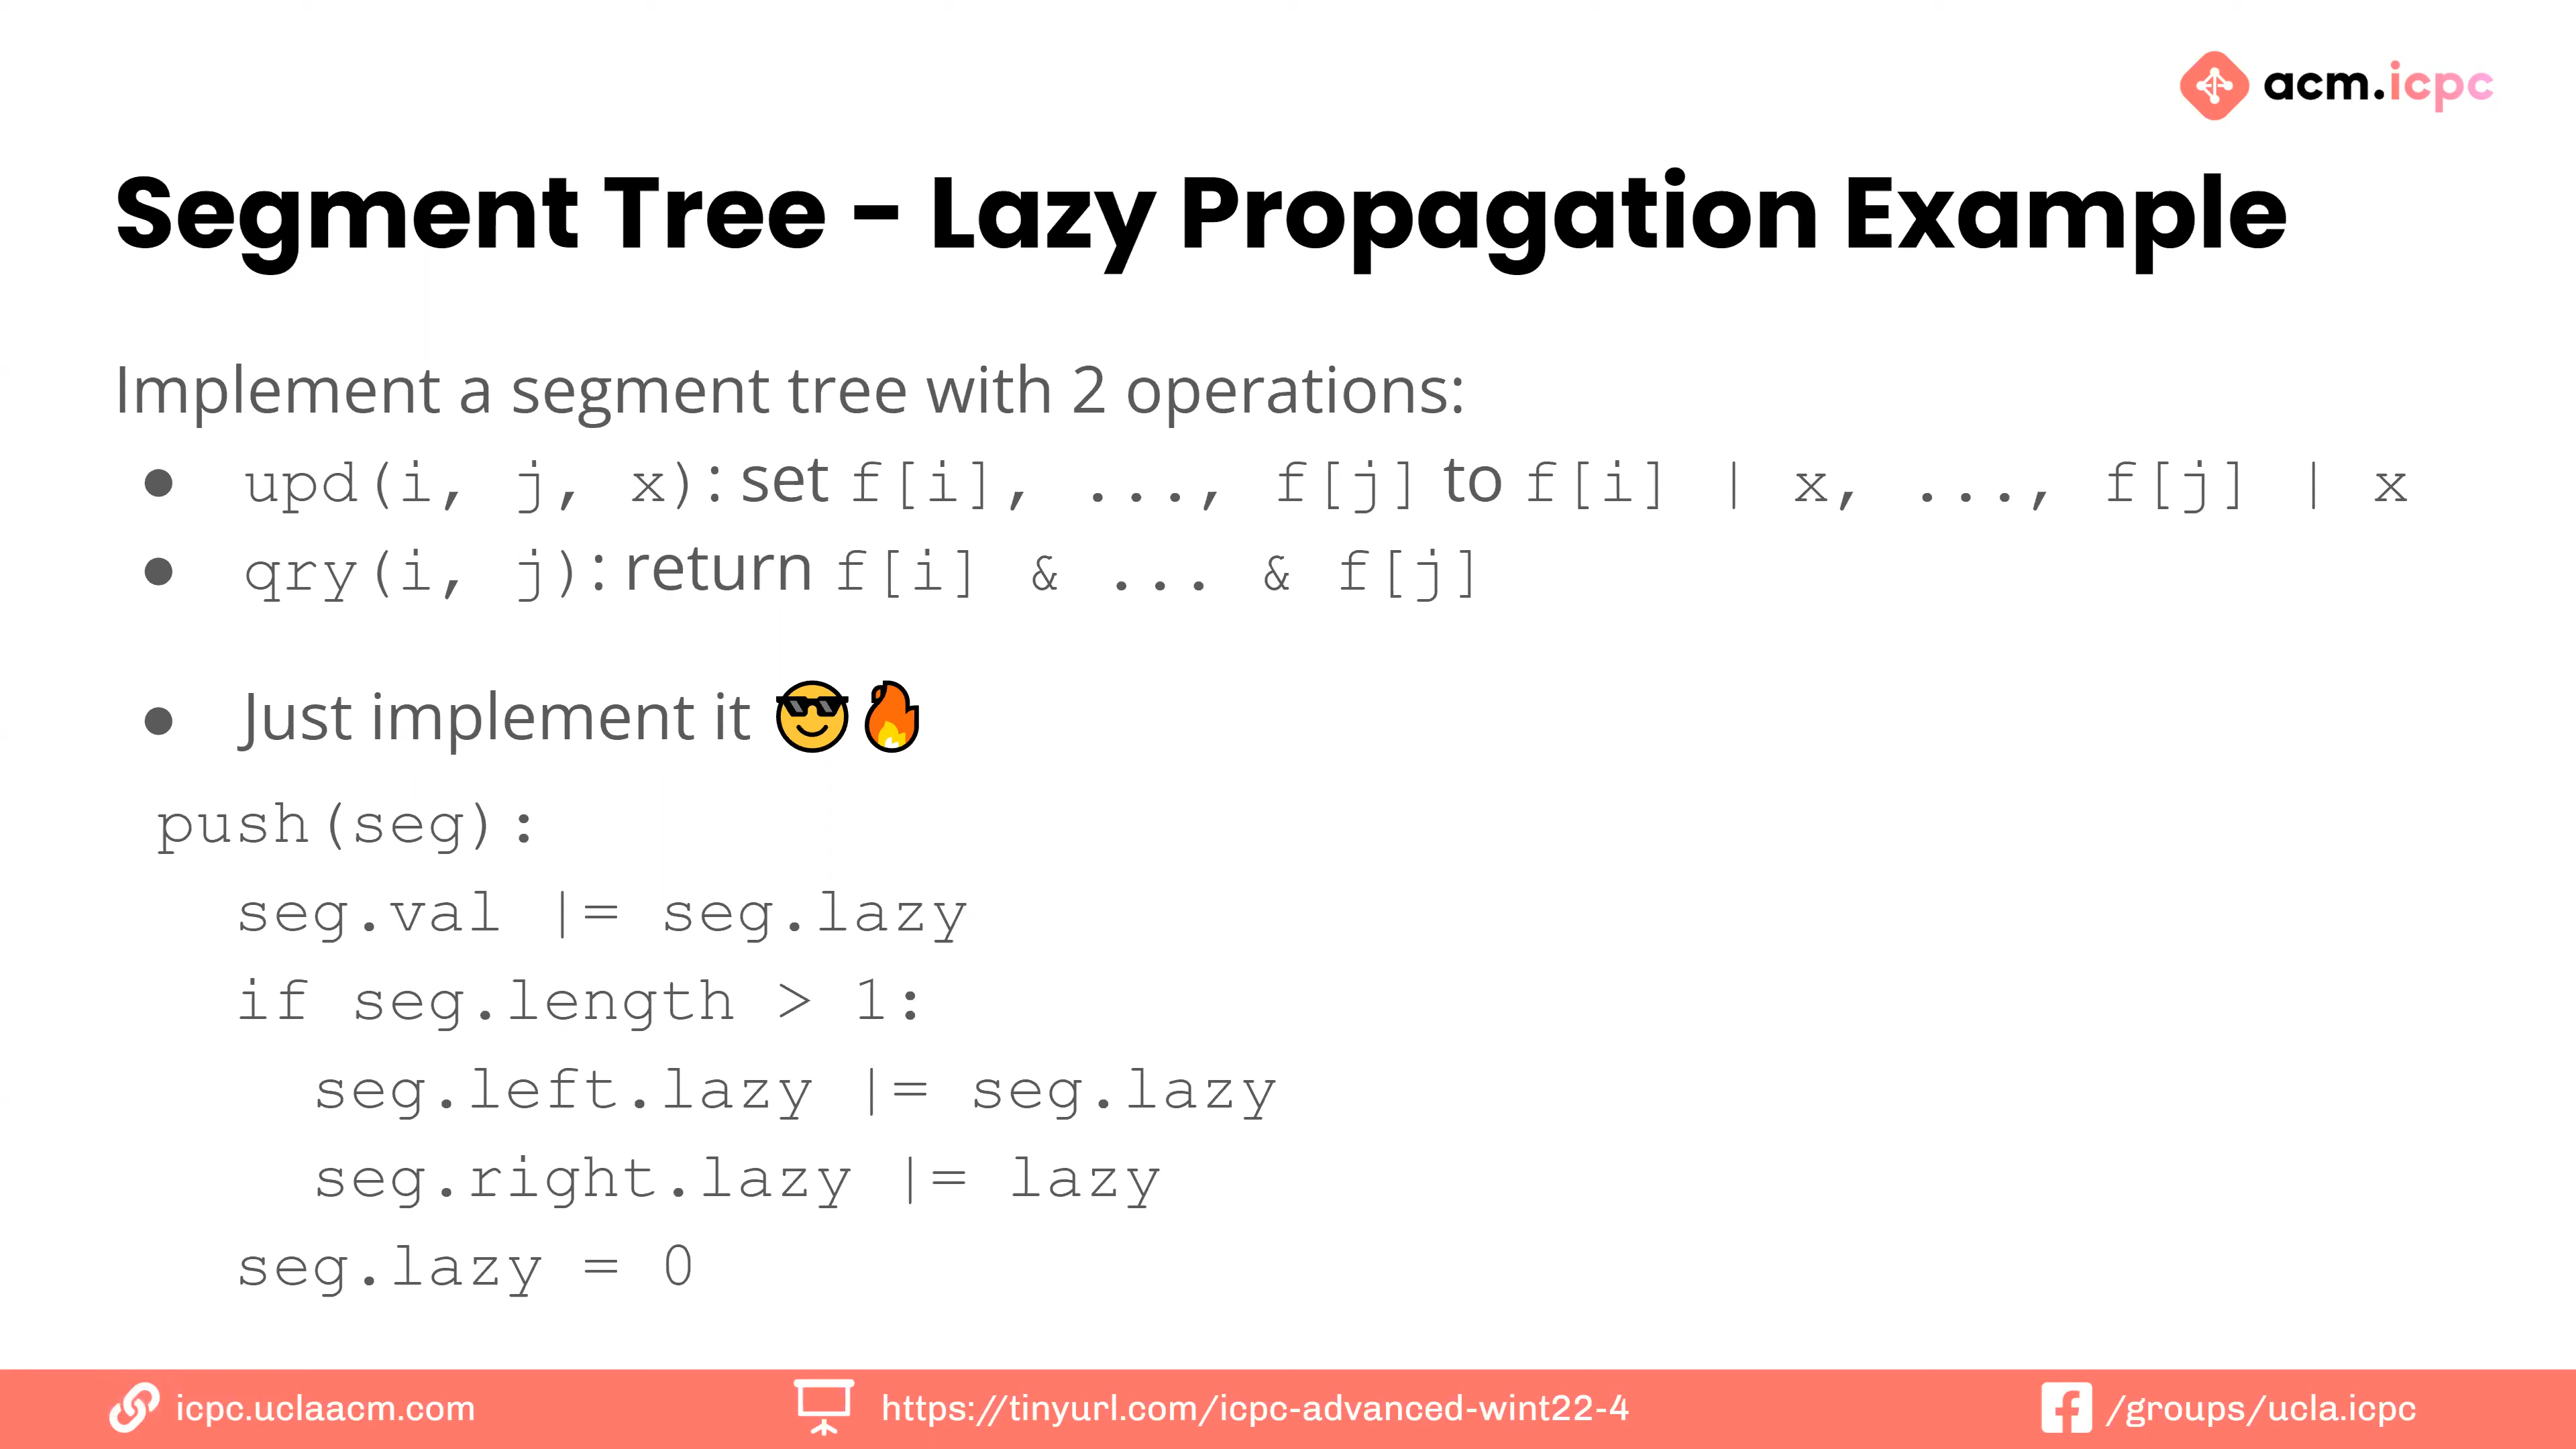 acm.icpc
Segment Tree - Lazy Propagation Example
Implement a segment tree with 2 operations:
● upd(i, j, x): set f[i], ..., f[j] to f[i] | x, ..., f[j] | x
● qry(i, j): return f[i] & ... & f[j]
● Just implement it 😎🔥
push(seg):
seg.val |= seg.lazy
if seg.length > 1:
seg.left.lazy |= seg.lazy
seg.right.lazy |= lazy
seg.lazy = 0
icpc.uclaacm.com
https://tinyurl.com/icpc-advanced-wint22-4
/groups/ucla.icpc